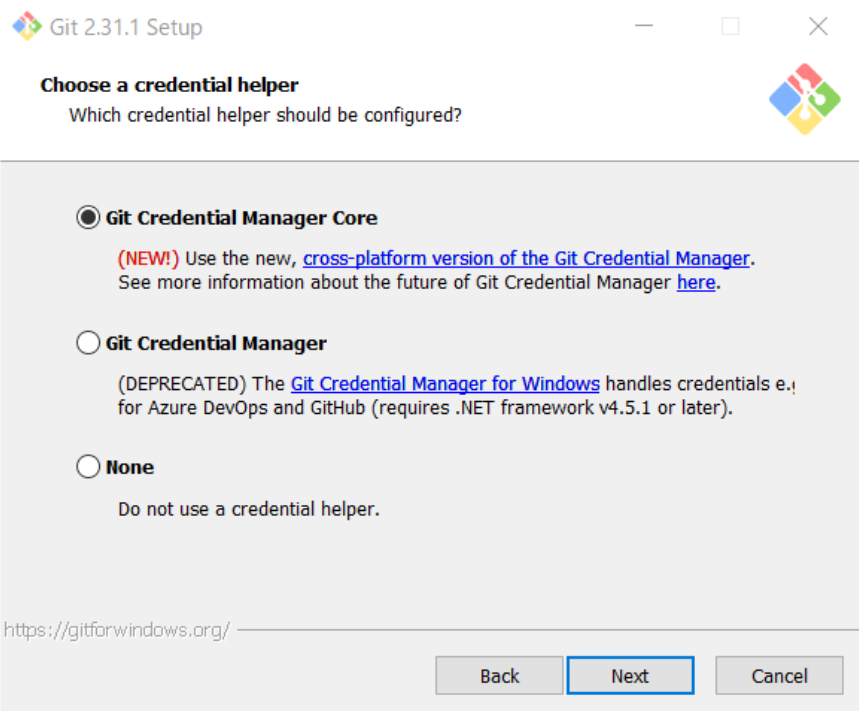 Git 2.31.1 Setup
Choose a credential helper
Which credential helper should be configured?
Git Credential Manager Core
(NEW!) Use the new, cross-platform version of the Git Credential Manager.
See more information about the future of Git Credential Manager here.
Git Credential Manager
(DEPRECATED) The Git Credential Manager for Windows handles credentials e.g
for Azure DevOps and GitHub (requires .NET framework v4.5.1 or later).
None
Do not use a credential helper.
https://gitforwindows.org/
Back Next Cancel